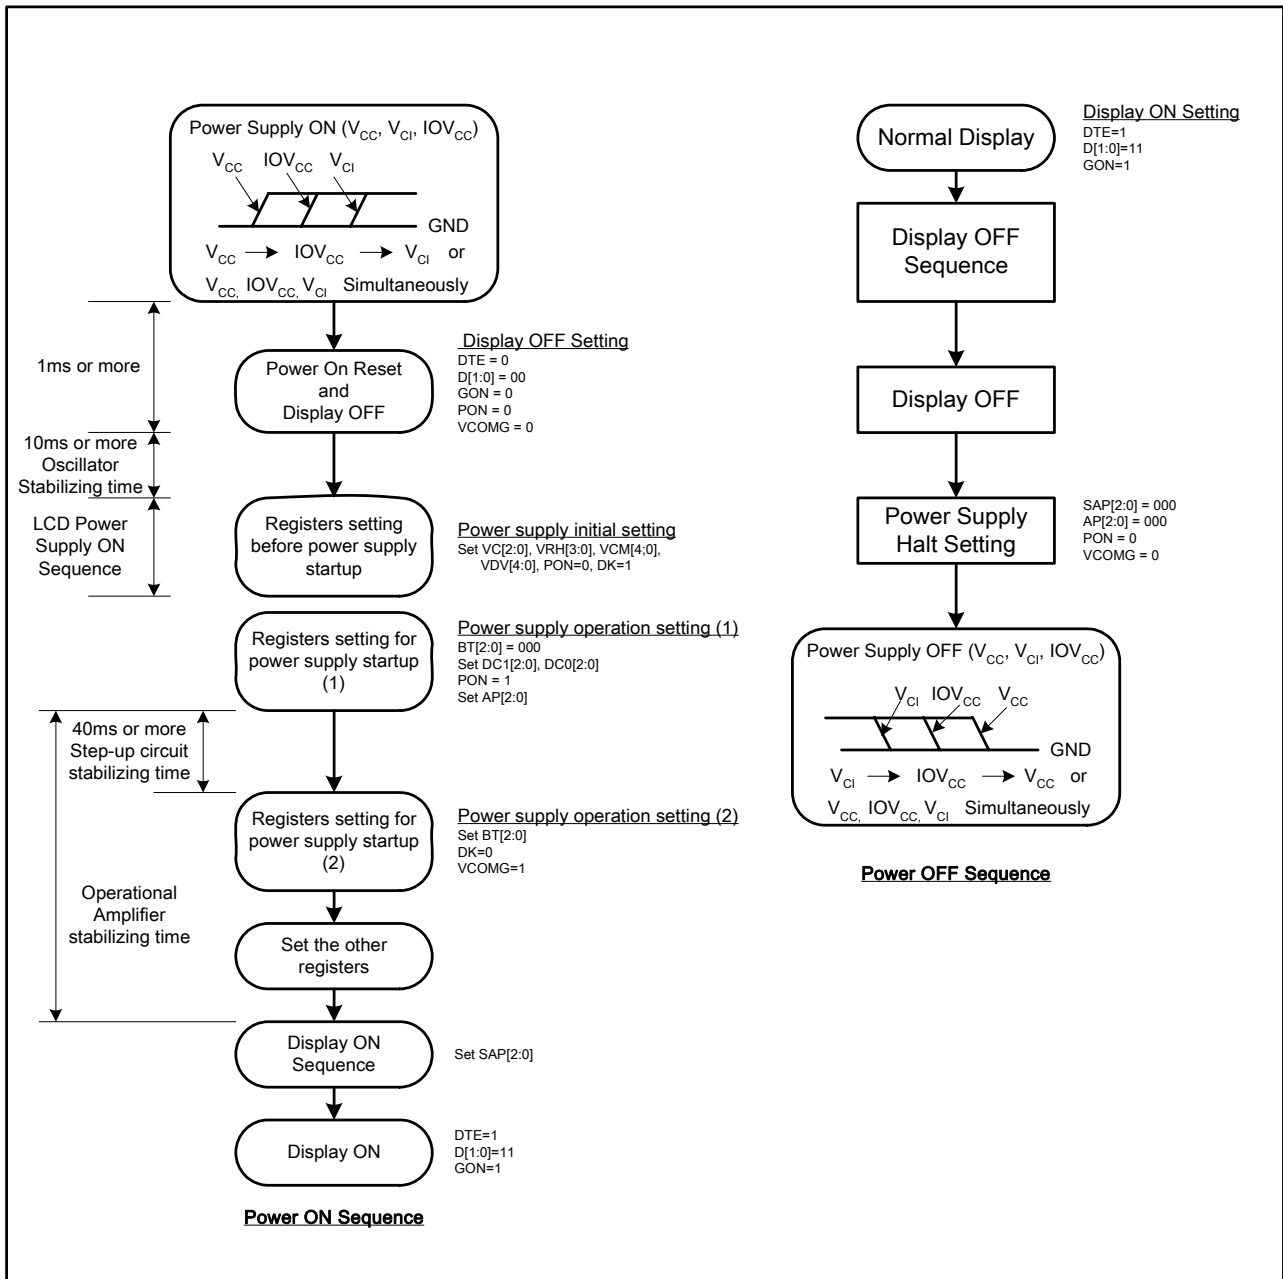 Power Supply ON (VCC, VCI, IOVCC)
VCC IOVCC VCI
GND
VCC → IOVCC → VCI or
VCC, IOVCC, VCI Simultaneously
1ms or more
Power On Reset
and
Display OFF
Display OFF Setting
DTE = 0
D[1:0] = 00
GON = 0
PON = 0
VCOMG = 0
10ms or more
Oscillator
Stabilizing time
LCD Power
Supply ON
Sequence
Registers setting
before power supply
startup
Power supply initial setting
Set VC[2:0], VRH[3:0], VCM[4;0],
VDV[4:0], PON=0, DK=1
Registers setting for
power supply startup
(1)
Power supply operation setting (1)
BT[2:0] = 000
Set DC1[2:0], DC0[2:0]
PON = 1
Set AP[2:0]
40ms or more
Step-up circuit
stabilizing time
Registers setting for
power supply startup
(2)
Power supply operation setting (2)
Set BT[2:0]
DK=0
VCOMG=1
Operational
Amplifier
stabilizing time
Set the other
registers
Display ON
Sequence
Set SAP[2:0]
Display ON
DTE=1
D[1:0]=11
GON=1
Power ON Sequence
Normal Display
Display ON Setting
DTE=1
D[1:0]=11
GON=1
Display OFF
Sequence
Display OFF
Power Supply
Halt Setting
SAP[2:0] = 000
AP[2:0] = 000
PON = 0
VCOMG = 0
Power Supply OFF (VCC, VCI, IOVCC)
VCI IOVCC VCC
GND
VCI → IOVCC → VCC or
VCC, IOVCC, VCI Simultaneously
Power OFF Sequence